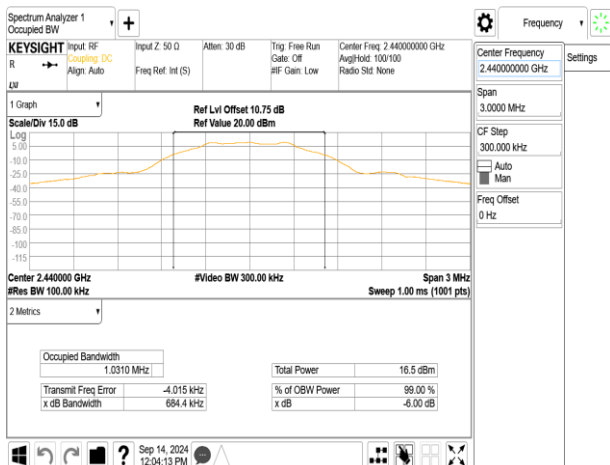 Spectrum Analyzer 1
Occupied BW
Frequency
KEYSIGHT
Input: RF
Coupling: DC
Align: Auto
Input Z: 50 Ω
Freq Ref: Int (S)
Atten: 30 dB
Trig: Free Run
Gate: Off
#IF Gain: Low
Center Freq: 2.440000000 GHz
Avg|Hold: 100/100
Radio Std: None
R
LXI
1 Graph
Scale/Div 15.0 dB
Ref Lvl Offset 10.75 dB
Ref Value 20.00 dBm
Log
5.00
-10.0
-25.0
-40.0
-55.0
-70.0
-85.0
-100
-115
Center 2.440000 GHz
#Res BW 100.00 kHz
#Video BW 300.00 kHz
Span 3 MHz
Sweep 1.00 ms (1001 pts)
2 Metrics
Occupied Bandwidth
1.0310 MHz
Transmit Freq Error -4.015 kHz
x dB Bandwidth 684.4 kHz
Total Power 16.5 dBm
% of OBW Power 99.00 %
x dB -6.00 dB
Sep 14, 2024
12:04:13 PM
Center Frequency
2.440000000 GHz
Settings
Span
3.0000 MHz
CF Step
300.000 kHz
Auto
Man
Freq Offset
0 Hz